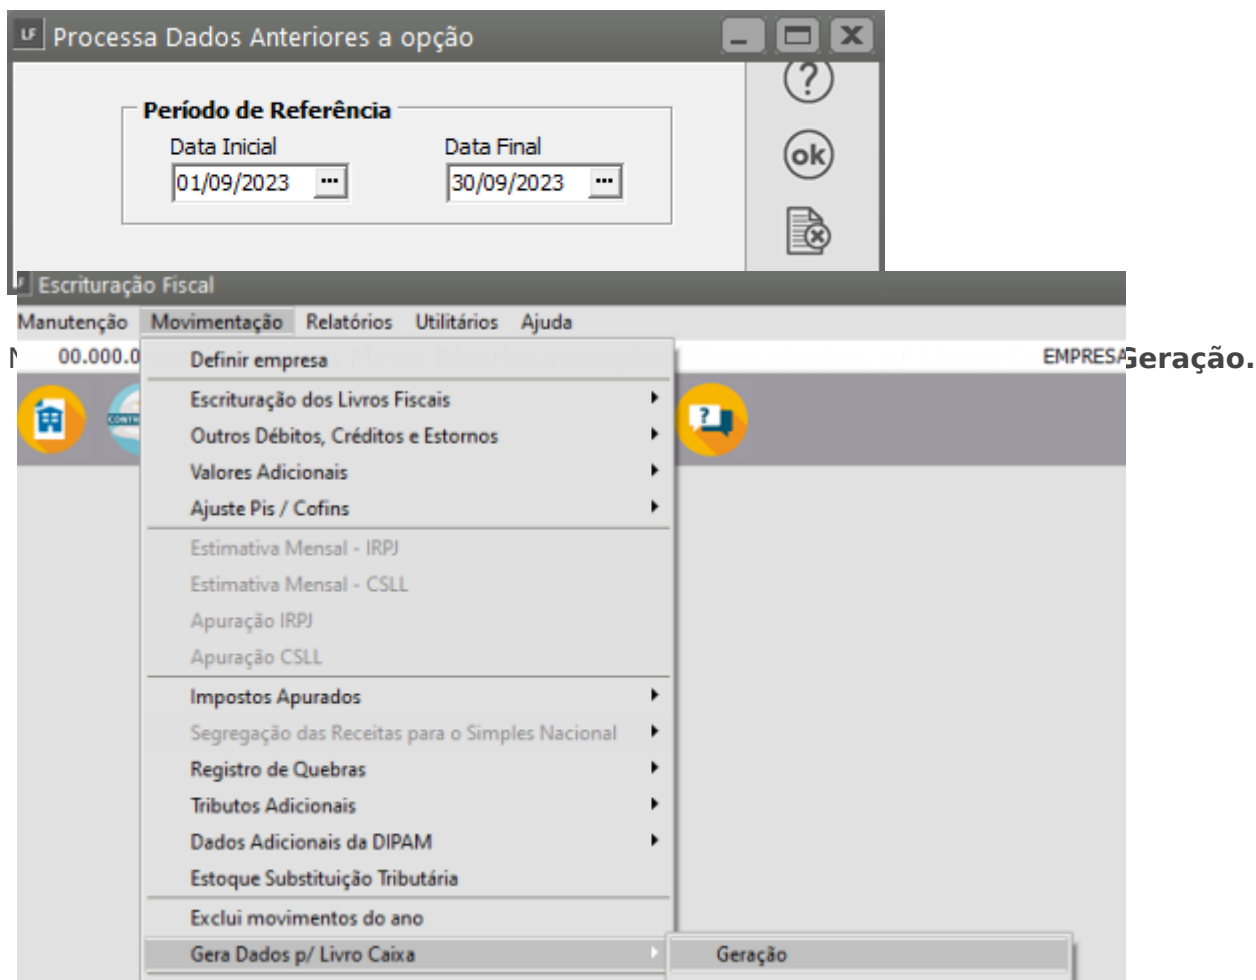 LF Processa Dados Anteriores a opção
Período de Referência
Data Inicial Data Final
01/09/2023 ... 30/09/2023 ...
ok
Escrituração Fiscal
Manutenção Movimentação Relatórios Utilitários Ajuda
00.000.0 Definir empresa EMPRESA Geração.
CONTR
Escrituração dos Livros Fiscais
Outros Débitos, Créditos e Estornos
Valores Adicionais
Ajuste Pis / Cofins
Estimativa Mensal - IRPJ
Estimativa Mensal - CSLL
Apuração IRPJ
Apuração CSLL
Impostos Apurados
Segregação das Receitas para o Simples Nacional
Registro de Quebras
Tributos Adicionais
Dados Adicionais da DIPAM
Estoque Substituição Tributária
Exclui movimentos do ano
Gera Dados p/ Livro Caixa Geração